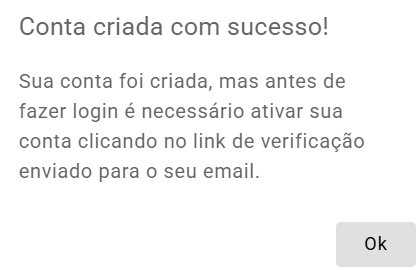 Conta criada com sucesso!
Sua conta foi criada, mas antes de
fazer login é necessário ativar sua
conta clicando no link de verificação
enviado para o seu email.
Ok